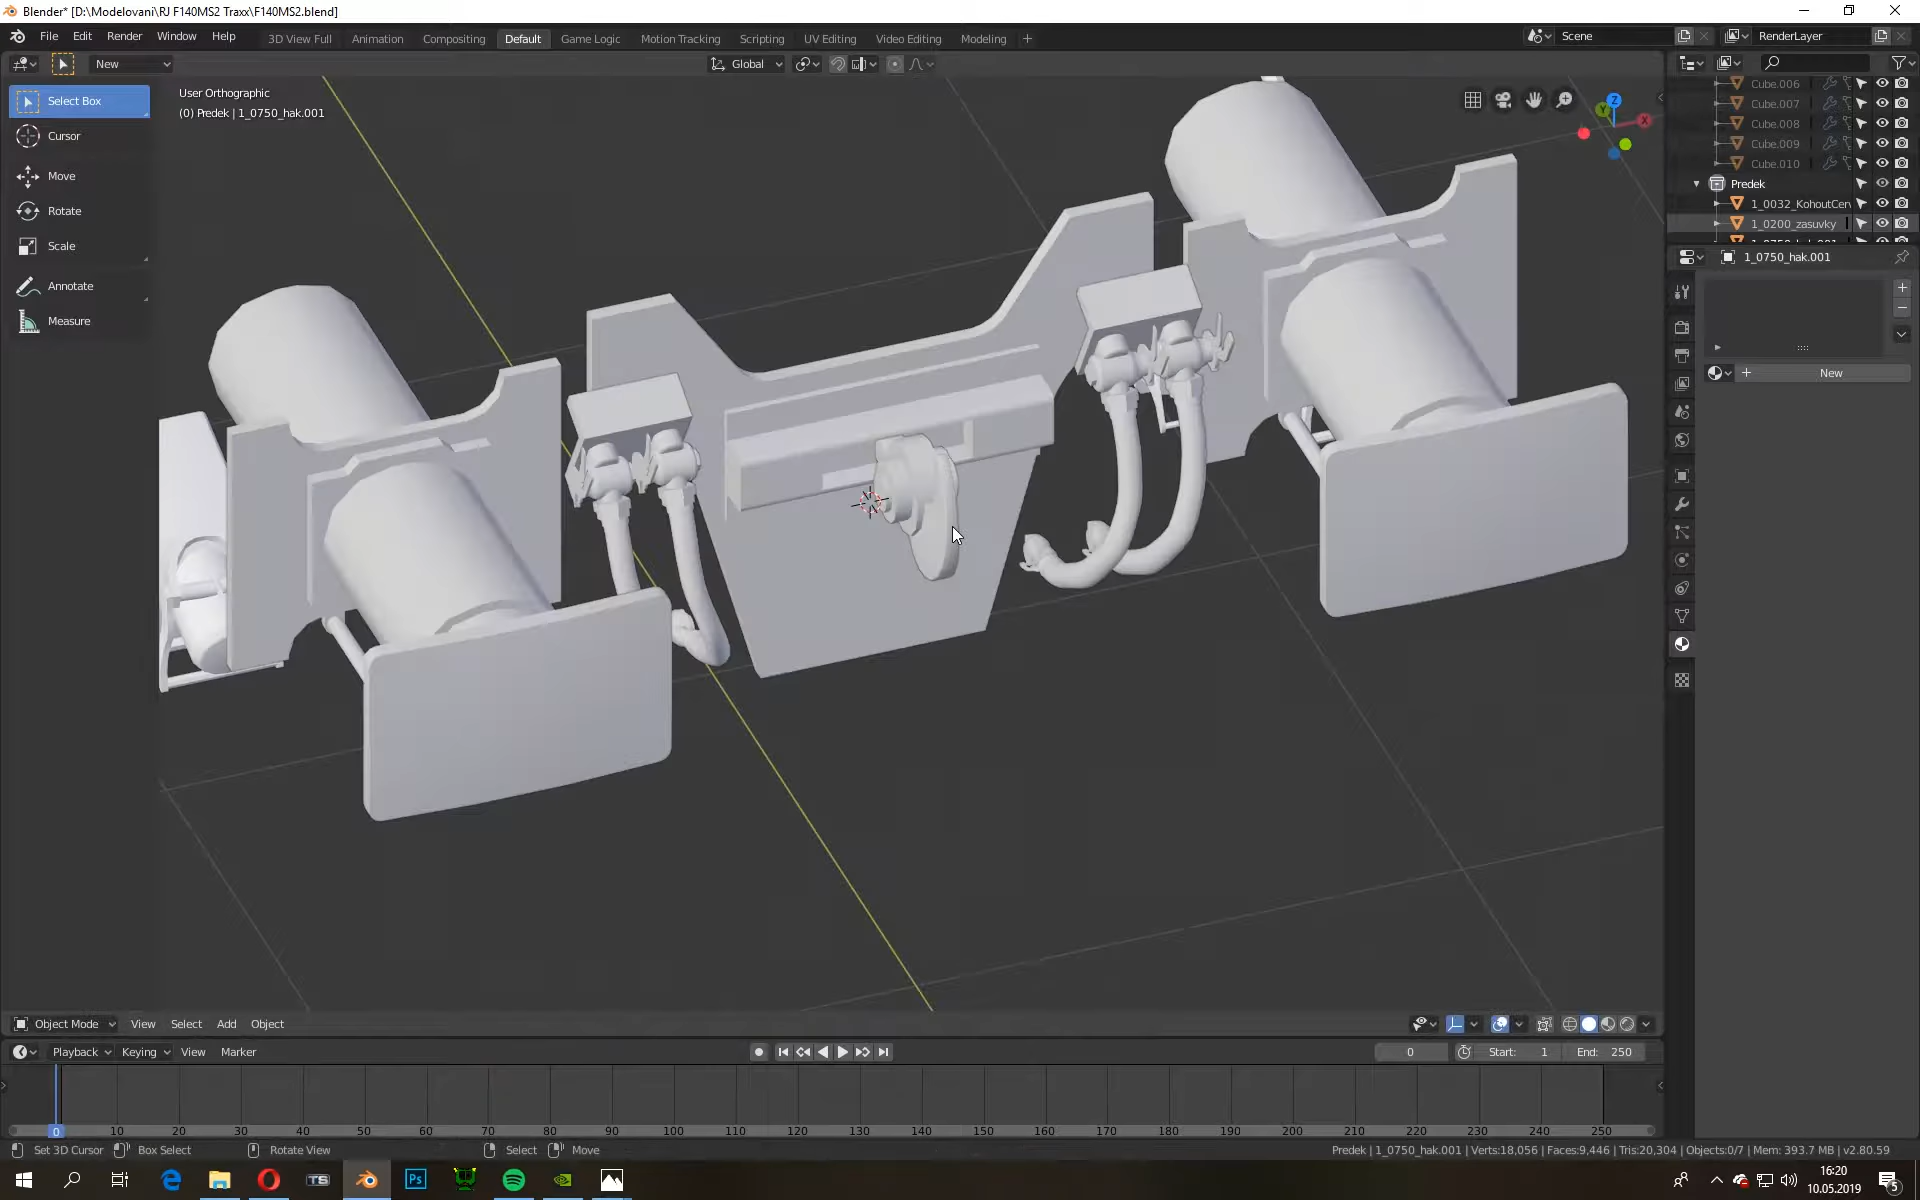 Blender* [D:\Modelovani\RJ F140MS2 Traxx\F140MS2.blend]
File Edit Render Window Help
3D View Full Animation Compositing Default Game Logic Motion Tracking Scripting UV Editing Video Editing Modeling
Scene
RenderLayer
New
Global
Select Box
Cursor
Move
Rotate
Scale
Annotate
Measure
User Orthographic
(0) Predek | 1_0750_hak.001
Z
Y
X
Cube.006
Cube.007
Cube.008
Cube.009
Cube.010
Predek
1_0032_KohoutCerv
1_0200_zasuvky
1_0750_hak.001
New
Object Mode View Select Add Object
Playback Keying View Marker
0 Start: 1 End: 250
0 10 20 30 40 50 60 70 80 90 100 110 120 130 140 150 160 170 180 190 200 210 220 230 240 250
Set 3D Cursor Box Select Rotate View Select Move
Predek | 1_0750_hak.001 | Verts:18,056 | Faces:9,446 | Tris:20,304 | Objects:0/7 | Mem: 393.7 MB | v2.80.59
TS
Ps
16:20
10.05.2019
5